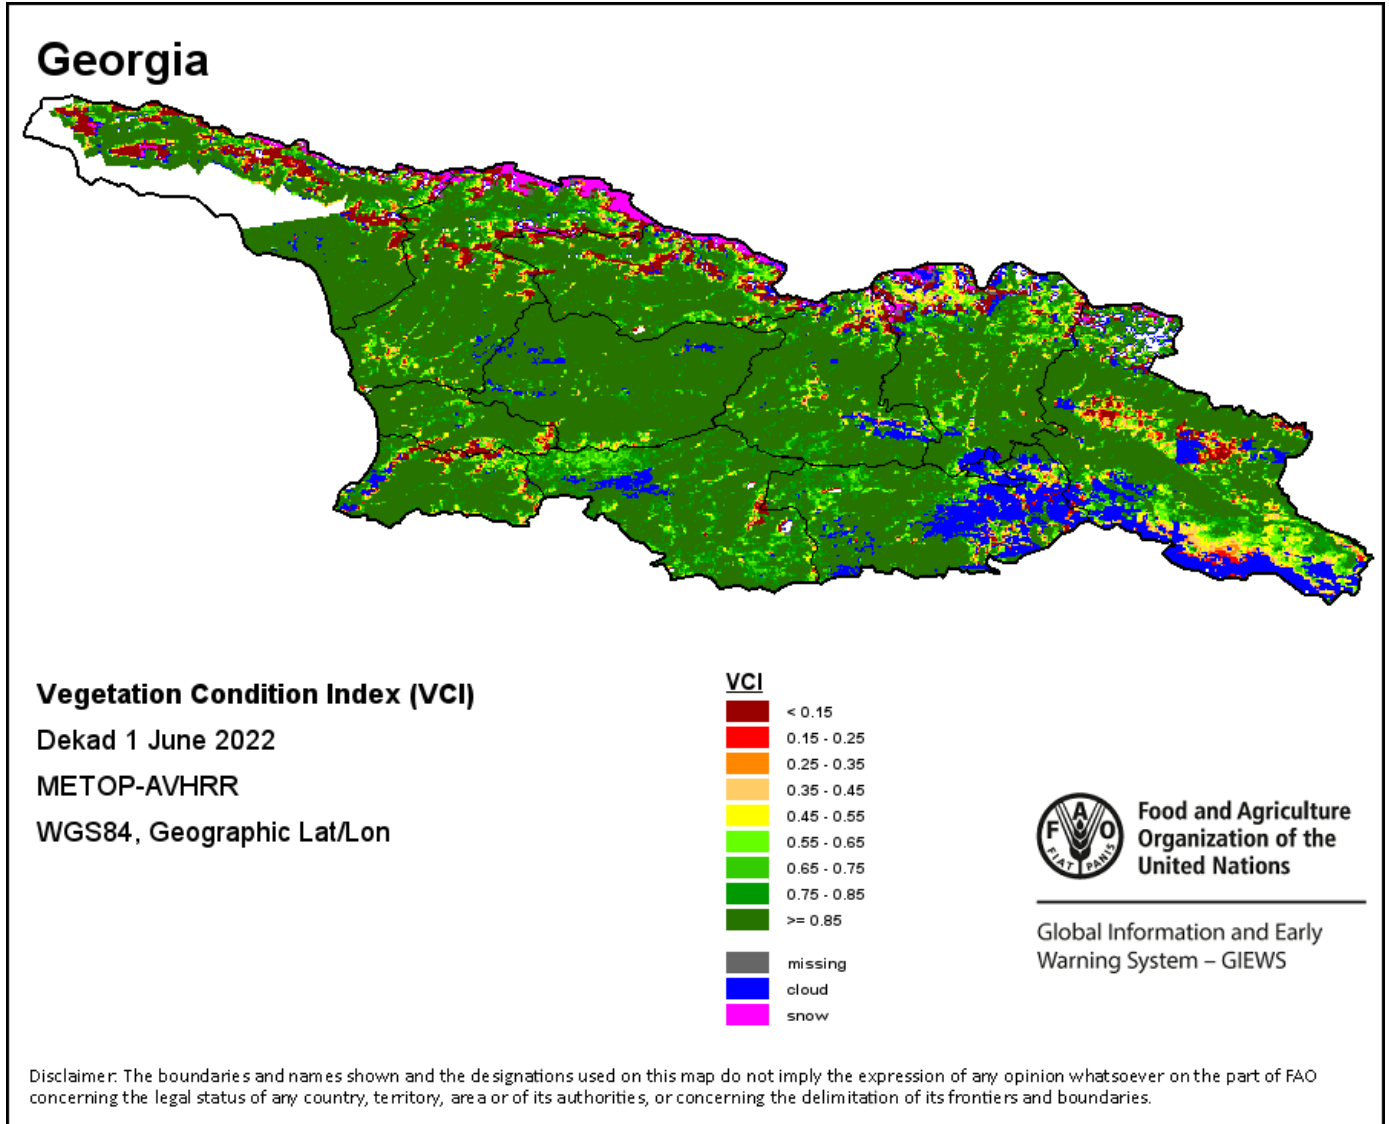 Georgia
Vegetation Condition Index (VCI)
Dekad 1 June 2022
METOP-AVHRR
WGS84, Geographic Lat/Lon
VCI
< 0.15
0.15 - 0.25
0.25 - 0.35
0.35 - 0.45
0.45 - 0.55
0.55 - 0.65
0.65 - 0.75
0.75 - 0.85
>= 0.85
missing
cloud
snow
F A O
FIAT PANIS
Food and Agriculture
Organization of the
United Nations
Global Information and Early
Warning System – GIEWS
Disclaimer: The boundaries and names shown and the designations used on this map do not imply the expression of any opinion whatsoever on the part of FAO
concerning the legal status of any country, territory, area or of its authorities, or concerning the delimitation of its frontiers and boundaries.